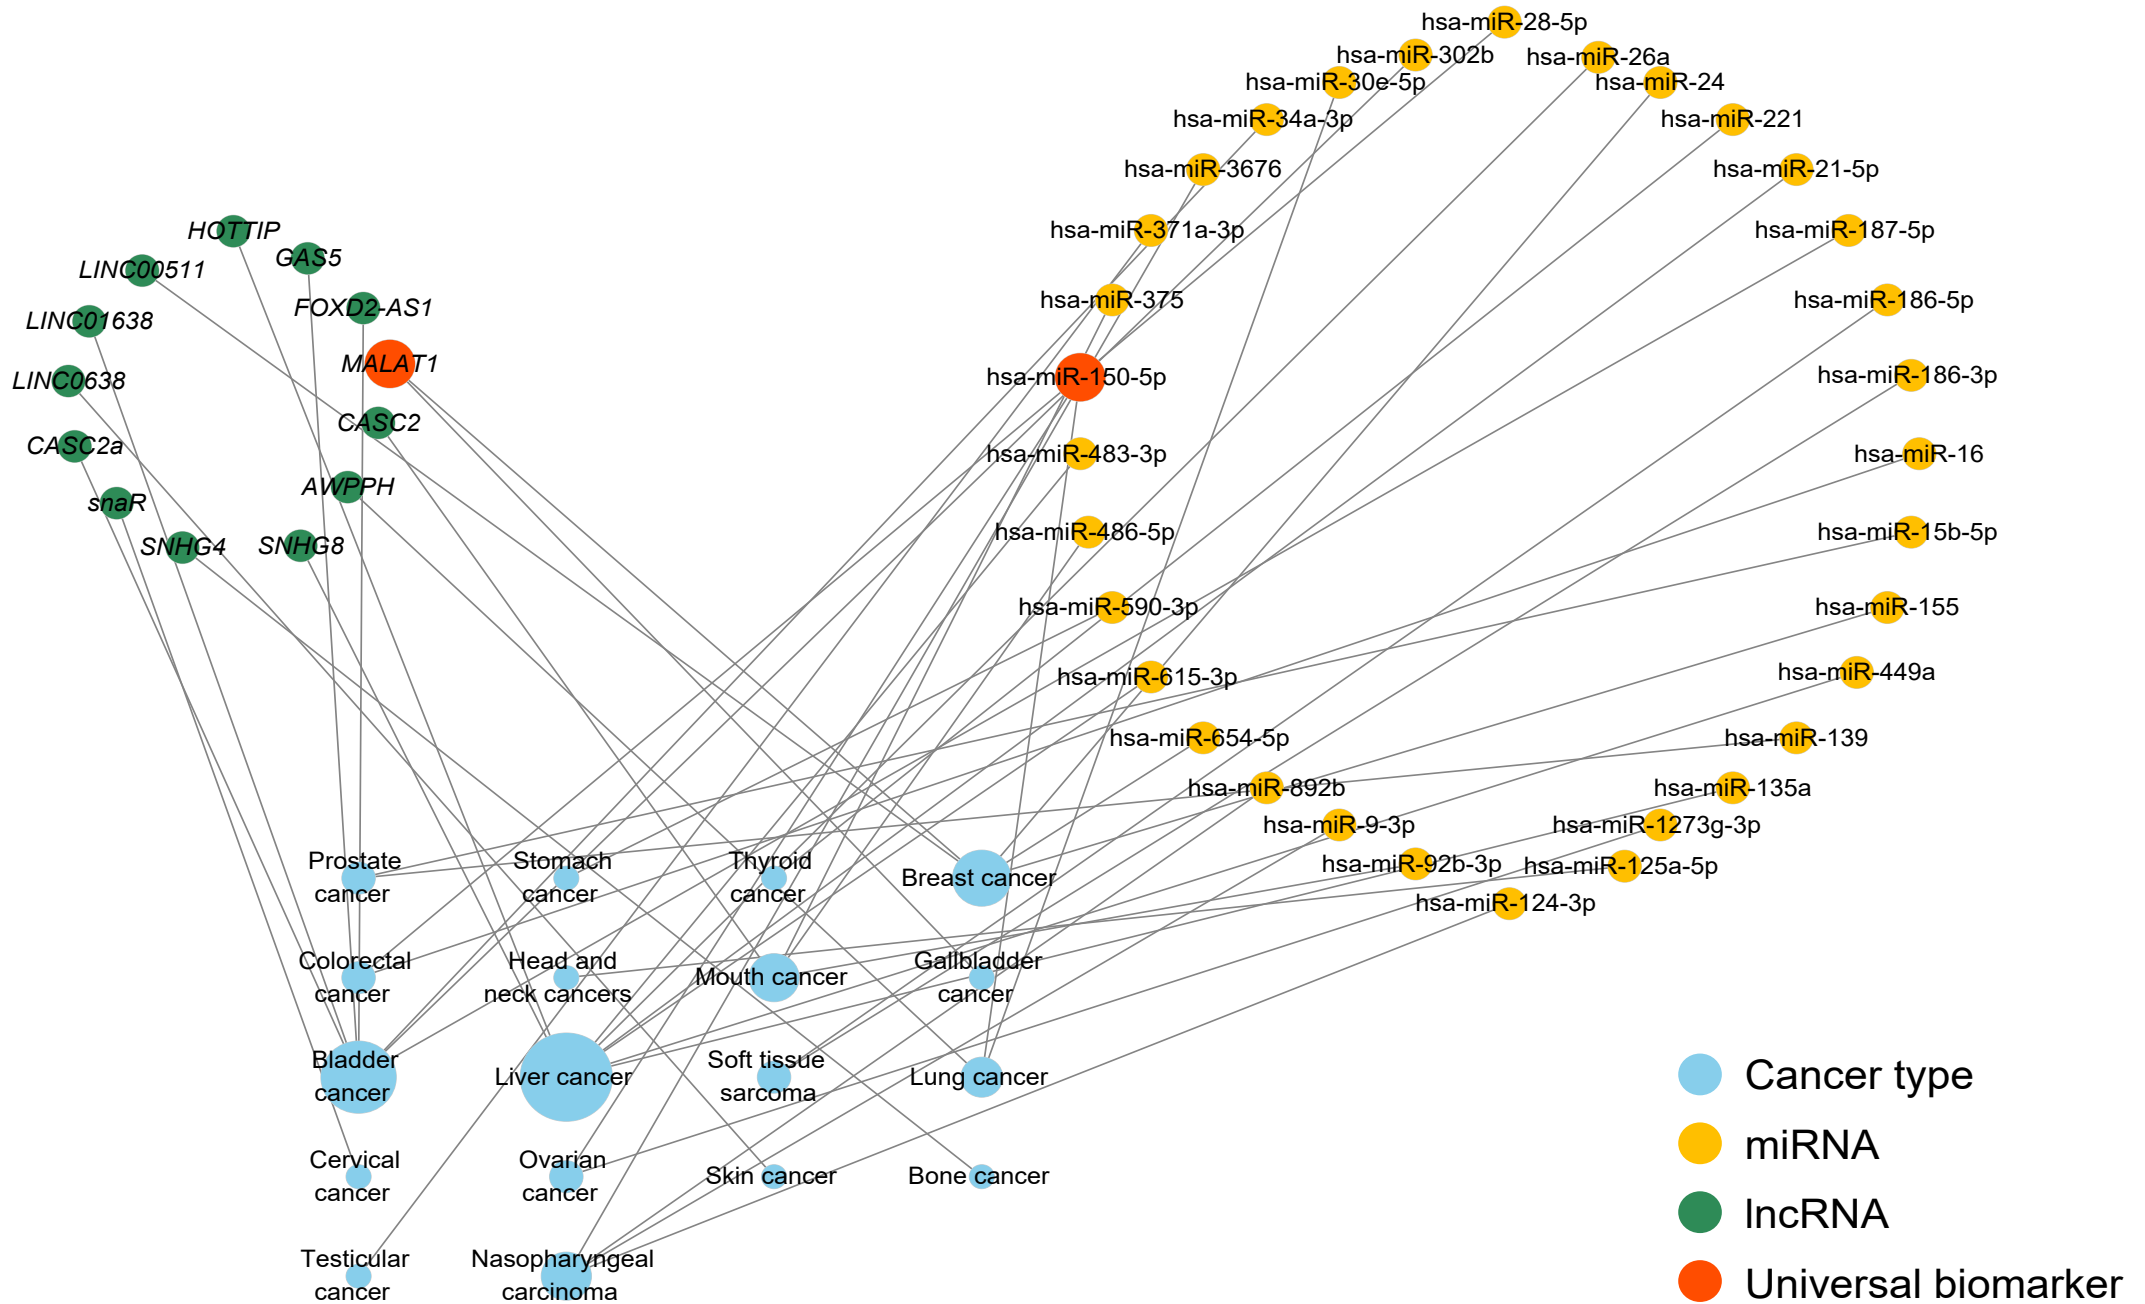 hsa-miR-28-5p
hsa-miR-302b
hsa-miR-26a
hsa-miR-30e-5p
hsa-miR-24
hsa-miR-34a-3p
hsa-miR-221
hsa-miR-3676
hsa-miR-21-5p
HOTTIP
hsa-miR-371a-3p
hsa-miR-187-5p
GAS5
LINC00511
FOXD2-AS1
hsa-miR-375
hsa-miR-186-5p
LINC01638
MALAT1
hsa-miR-150-5p
hsa-miR-186-3p
LINC0638
CASC2
CASC2a
hsa-miR-483-3p
hsa-miR-16
AWPPH
snaR
hsa-miR-486-5p
hsa-miR-15b-5p
SNHG4
SNHG8
hsa-miR-590-3p
hsa-miR-155
hsa-miR-615-3p
hsa-miR-449a
hsa-miR-654-5p
hsa-miR-139
hsa-miR-892b
hsa-miR-135a
hsa-miR-9-3p
hsa-miR-1273g-3p
hsa-miR-92b-3p
hsa-miR-125a-5p
hsa-miR-124-3p
Prostate
cancer
Stomach
cancer
Thyroid
cancer
Breast cancer
Colorectal
cancer
Head and
neck cancers
Mouth cancer
Gallbladder
cancer
Bladder
cancer
Liver cancer
Soft tissue
sarcoma
Lung cancer
Cervical
cancer
Ovarian
cancer
Skin cancer
Bone cancer
Testicular
cancer
Nasopharyngeal
carcinoma
Cancer type
miRNA
lncRNA
Universal biomarker